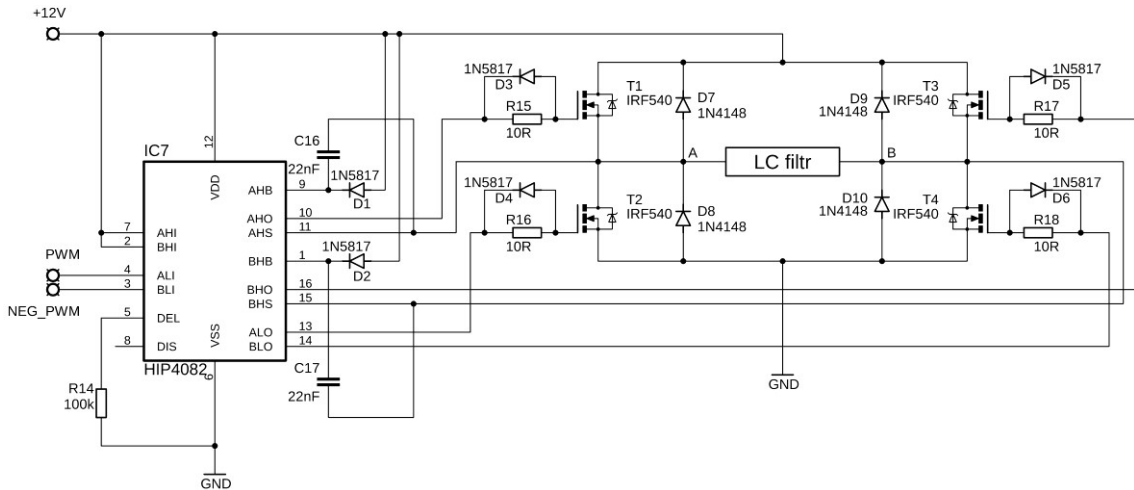 +12V
1N5817
D3
R15
10R
T1
IRF540
D7
1N4148
D9
1N4148
T3
IRF540
1N5817
D5
R17
10R
C16
22nF
IC7
12
VDD
1N5817
D1
A
LC filtr
B
AHB
9
AHO
10
AHS
11
1N5817
D4
R16
10R
T2
IRF540
D8
1N4148
D10
1N4148
T4
IRF540
1N5817
D6
R18
10R
7
AHI
2
BHI
BHB
1
1N5817
D2
PWM
4
ALI
3
BLI
NEG_PWM
BHO
16
BHS
15
5
DEL
ALO
13
8
DIS
VSS
BLO
14
HIP4082
6
C17
22nF
R14
100k
GND
GND